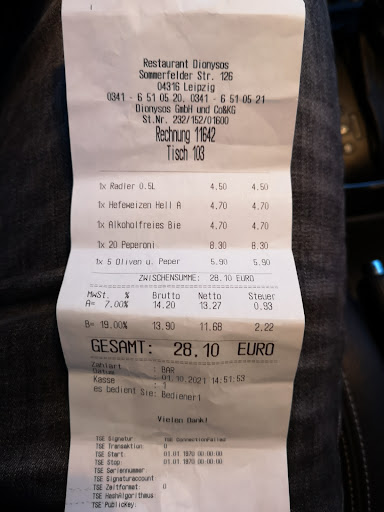 Restaurant Dionysos
Sommerfelder Str. 126
04316 Leipzig
0341 - 6 51 05 20, 0341 - 6 51 05 21
Dionysos GmbH und Co&KG
St.Nr. 232/152/01600
Rechnung 11642
Tisch 103
1x Radler 0.5L 4.50 4.50
1x Hefeweizen Hell A 4.70 4.70
1x Alkoholfreies Bie 4.70 4.70
1x 20 Peperoni 8.30 8.30
1x 5 Oliven u. Peper 5.90 5.90
ZWISCHENSUMME: 28.10 EURO
MwSt. % Brutto Netto Steuer
A= 7.00% 14.20 13.27 0.93
B= 19.00% 13.90 11.68 2.22
GESAMT: 28.10 EURO
Zahlart : BAR
Datum : 01.10.2021 14:51:53
Kasse : 1
es bedient Sie: Bediener1
Vielen Dank!
TSE Signatur TSE ConnectionFailed
TSE Transaktion: 0
TSE Start: 01.01.1970 00:00:00
TSE Stop: 01.01.1970 00:00:00
TSE Seriennummer:
TSE Signaturaccount:
TSE Zeitformat: 0
TSE HashAlgorithmus:
TSE PublicKey: